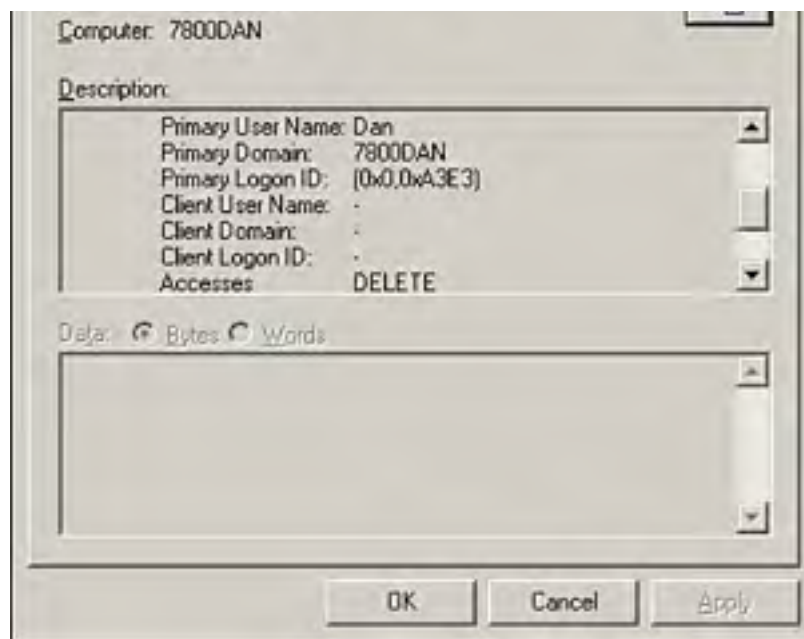 Computer: 7800DAN
Description:
Primary User Name: Dan
Primary Domain: 7800DAN
Primary Logon ID: (0x0,0xA3E3)
Client User Name: -
Client Domain: -
Client Logon ID: -
Accesses DELETE
Data: Bytes Words
OK Cancel Apply